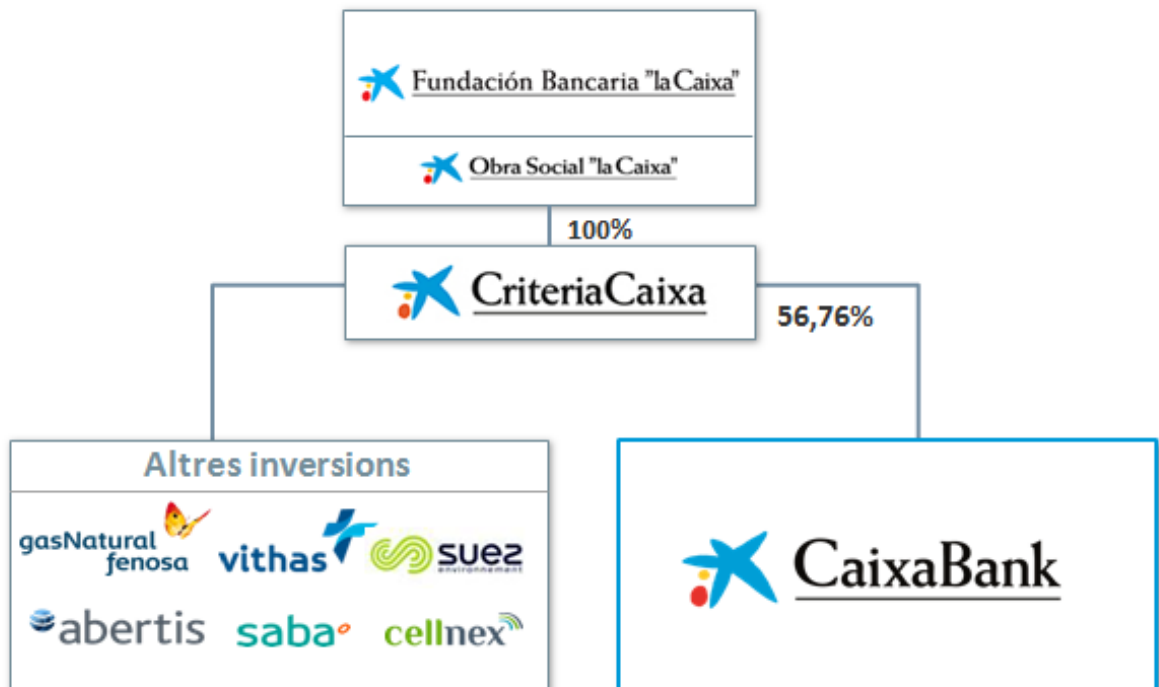 Fundación Bancaria "la Caixa"
Obra Social "la Caixa"
100%
CriteriaCaixa
56,76%
Altres inversions
gasNatural
fenosa
vithas
suez
environnement
abertis
saba
cellnex
CaixaBank